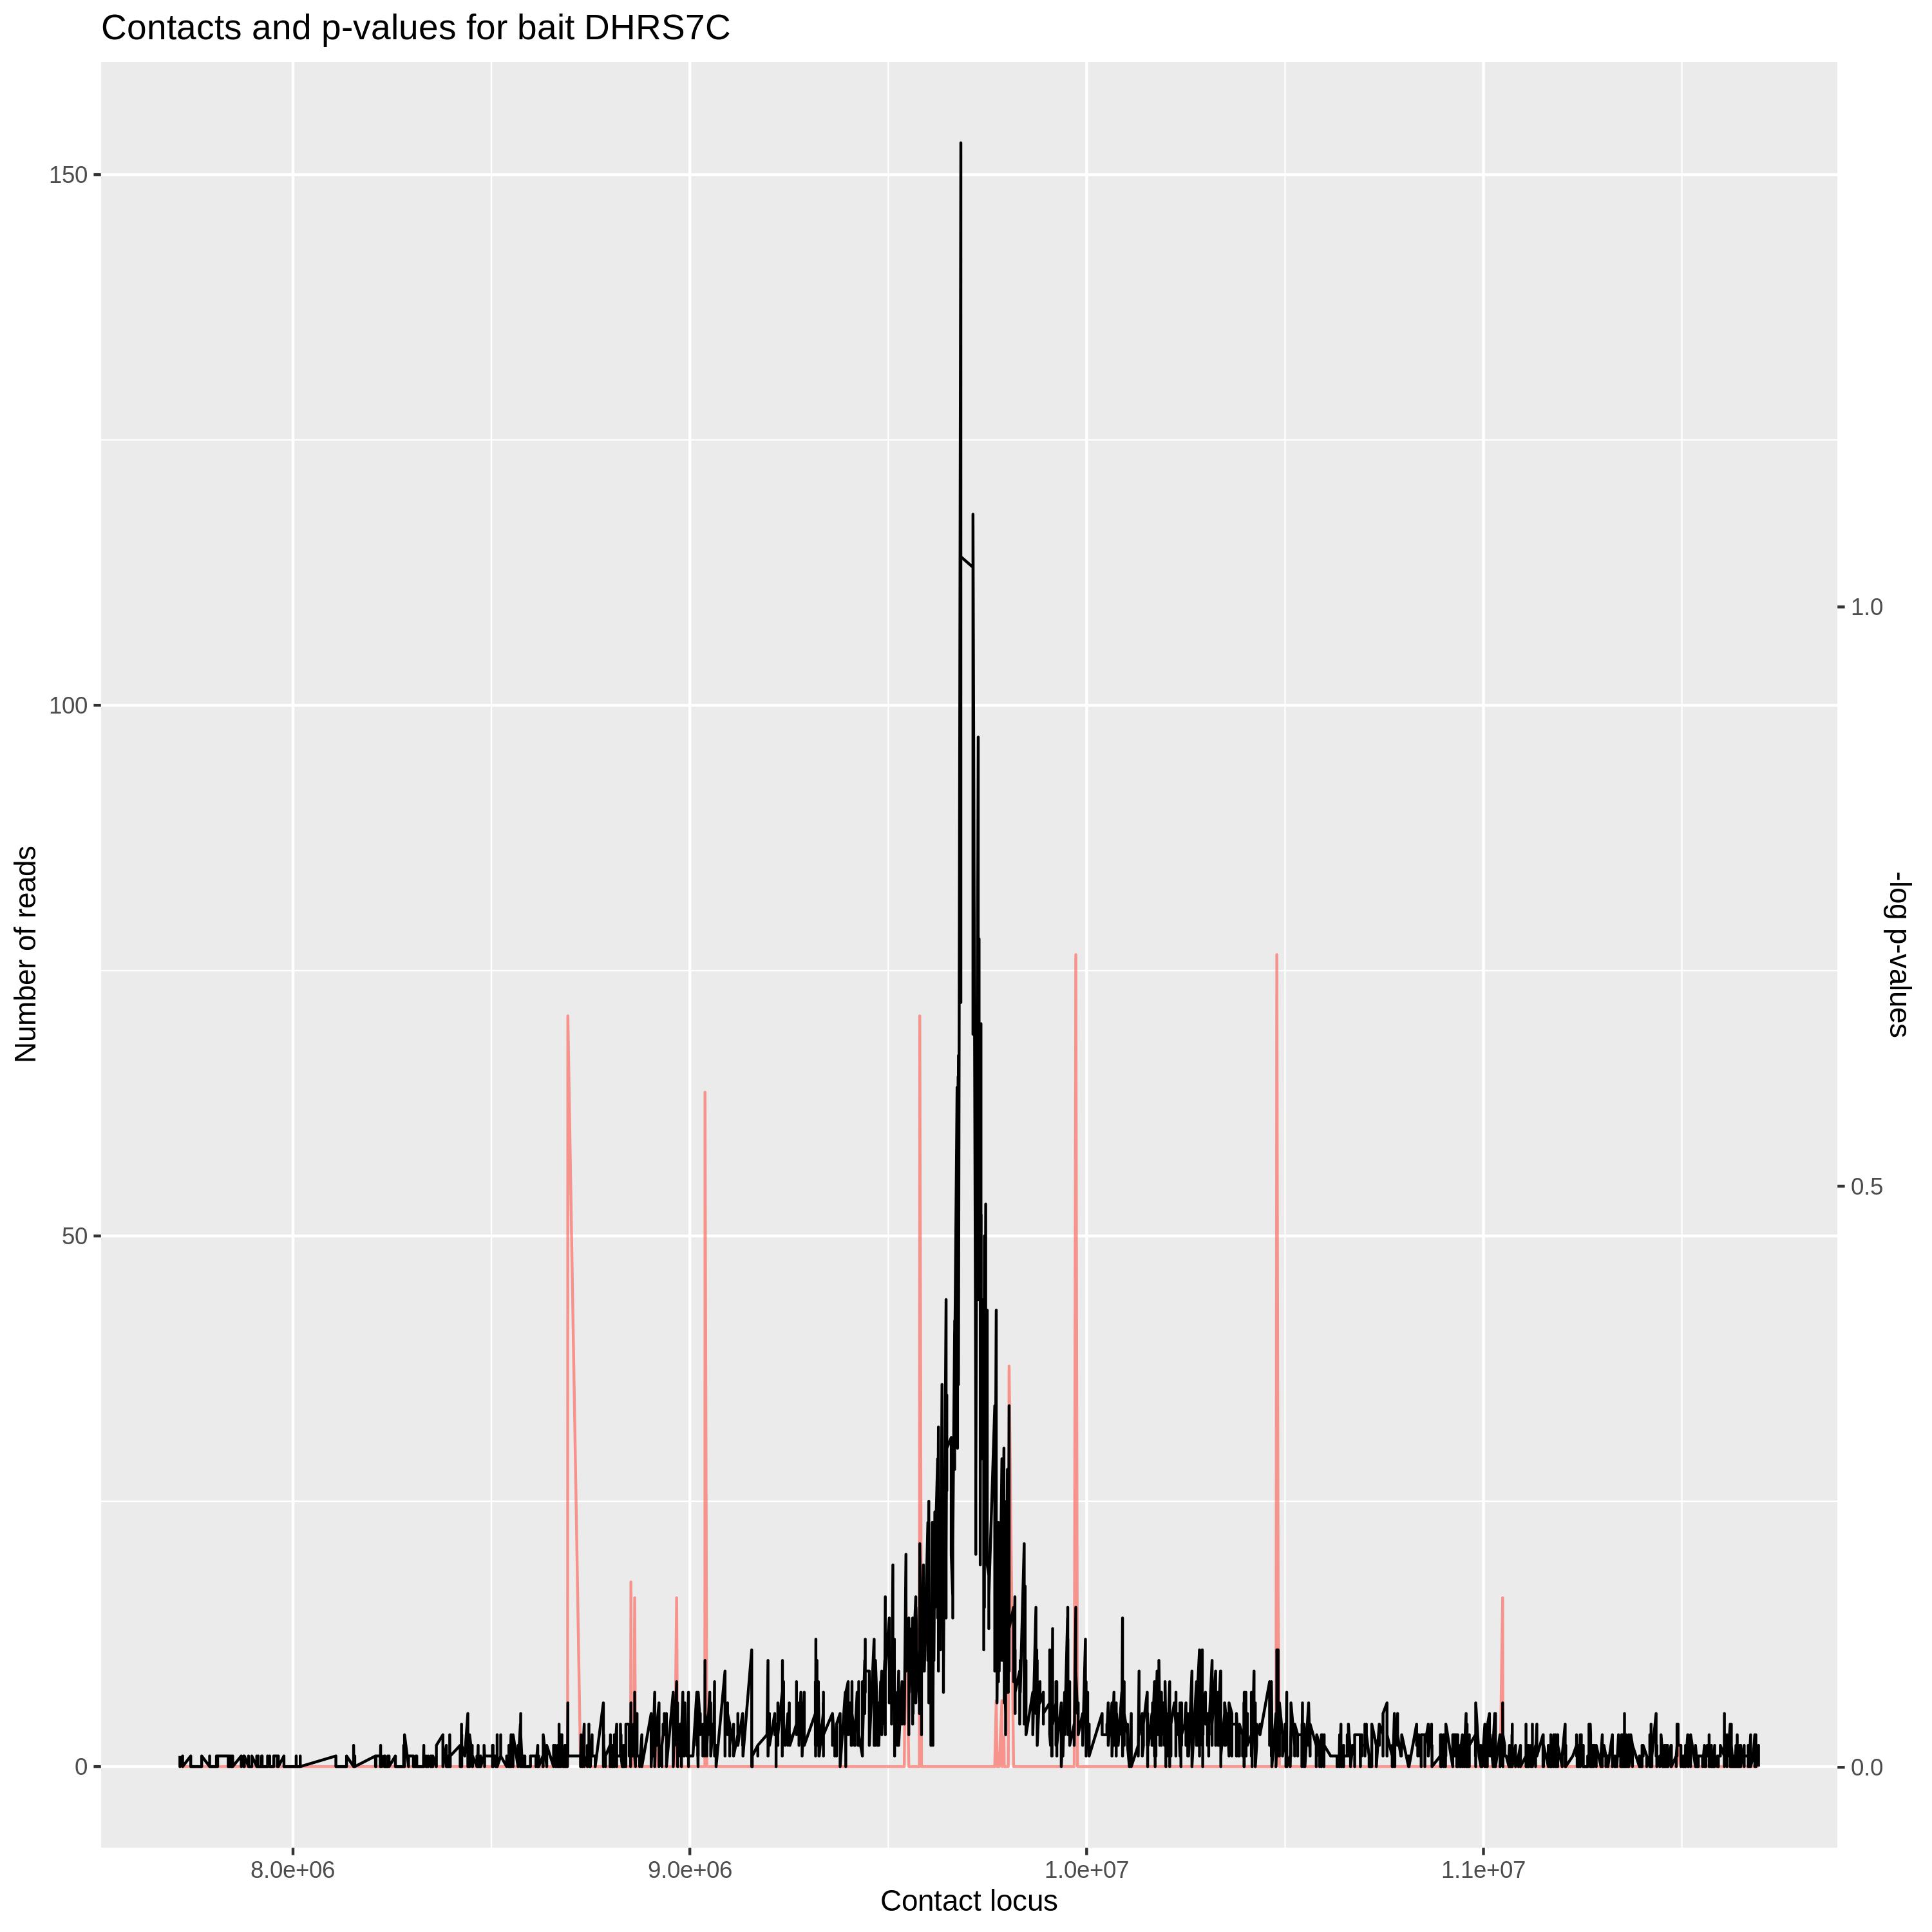 Contacts and p-values for bait DHRS7C
150
100
50
0
Number of reads
1.0
0.5
0.0
-log p-values
8.0e+06
9.0e+06
1.0e+07
1.1e+07
Contact locus